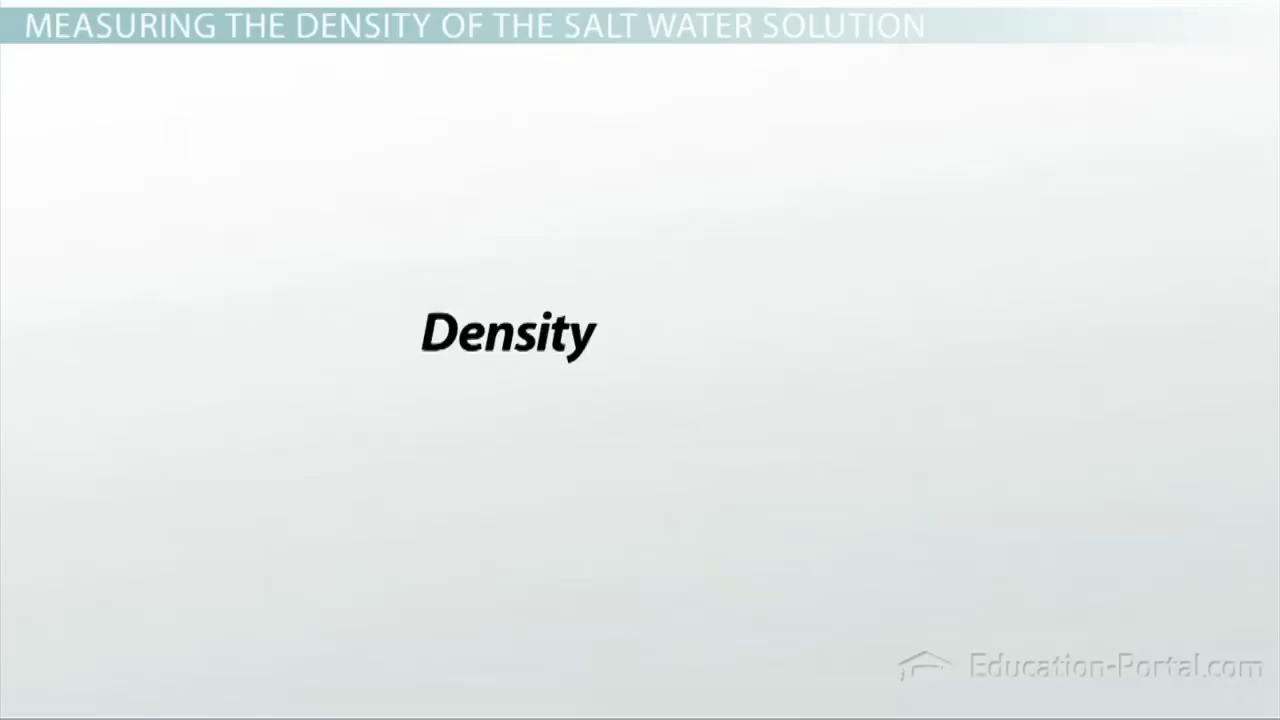 MEASURING THE DENSITY OF THE SALT WATER SOLUTION
Density
Education-Portal.com